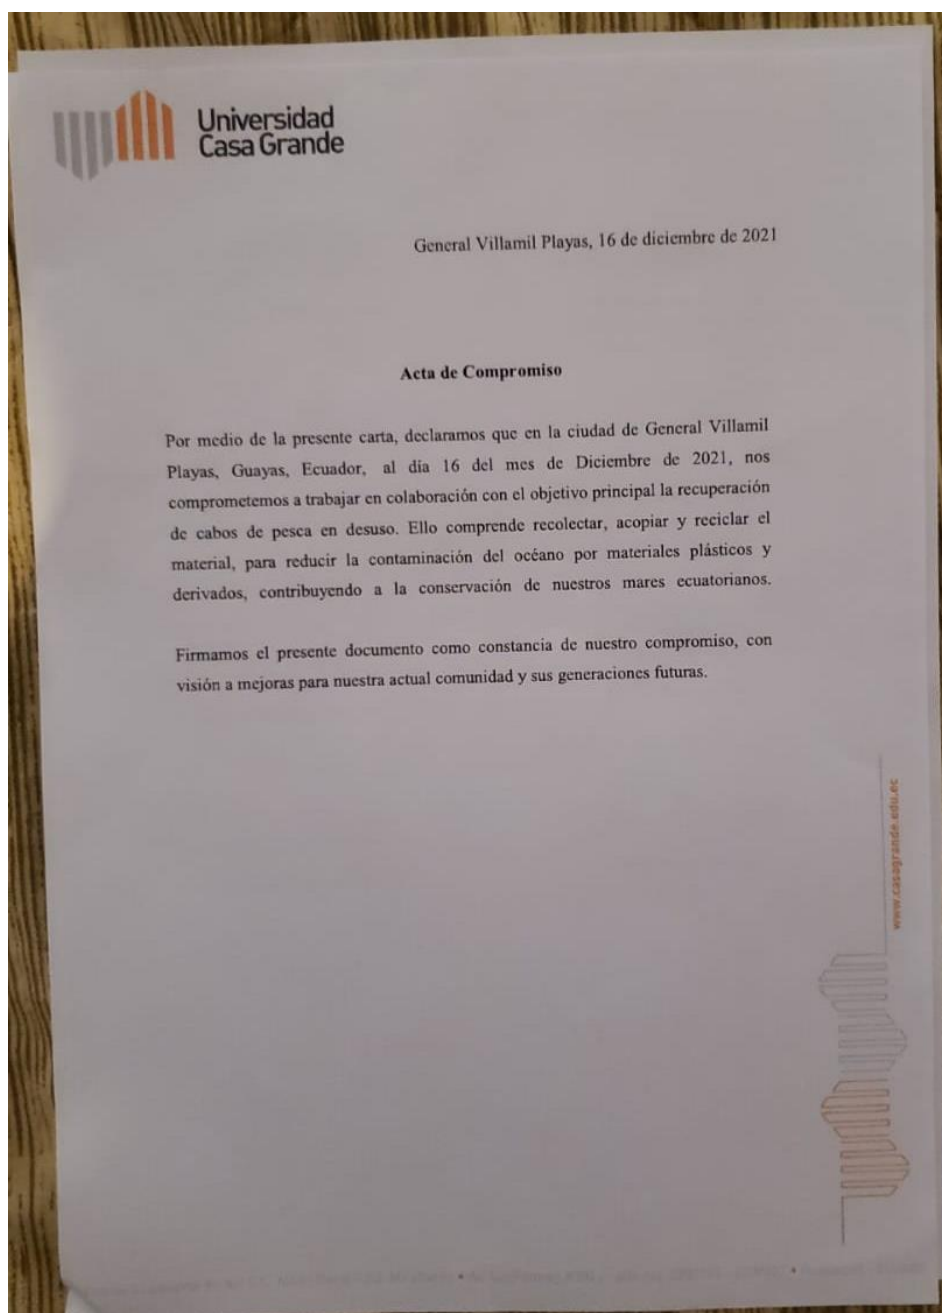 Universidad
Casa Grande
General Villamil Playas, 16 de diciembre de 2021
Acta de Compromiso
Por medio de la presente carta, declaramos que en la ciudad de General Villamil
Playas, Guayas, Ecuador, al día 16 del mes de Diciembre de 2021, nos
comprometemos a trabajar en colaboración con el objetivo principal la recuperación
de cabos de pesca en desuso. Ello comprende recolectar, acopiar y reciclar el
material, para reducir la contaminación del océano por materiales plásticos y
derivados, contribuyendo a la conservación de nuestros mares ecuatorianos.
Firmamos el presente documento como constancia de nuestro compromiso, con
visión a mejoras para nuestra actual comunidad y sus generaciones futuras.
www.casagrande.edu.ec